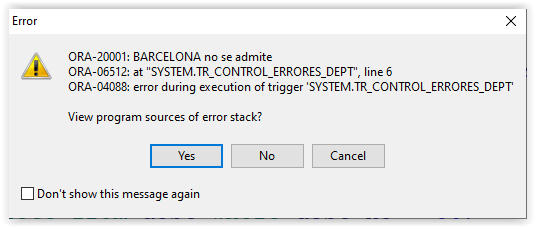 Error
ORA-20001: BARCELONA no se admite
ORA-06512: at "SYSTEM.TR_CONTROL_ERRORES_DEPT", line 6
ORA-04088: error during execution of trigger 'SYSTEM.TR_CONTROL_ERRORES_DEPT'
View program sources of error stack?
Yes No Cancel
Don't show this message again